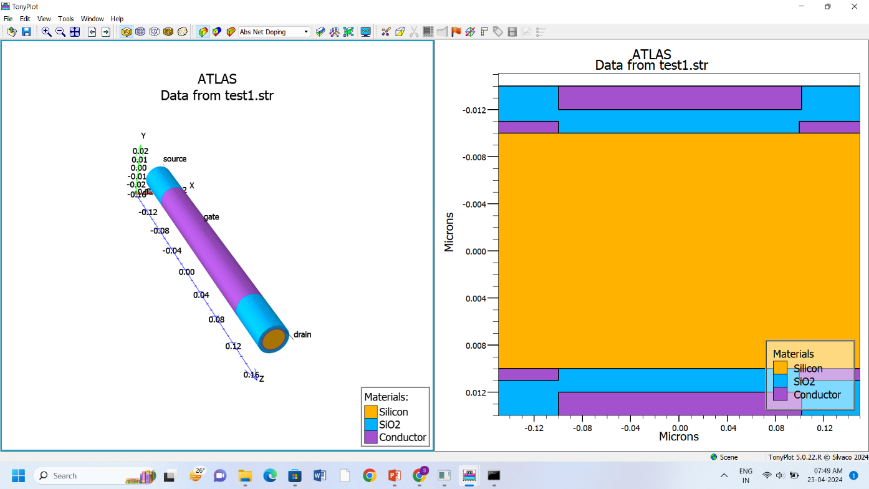 TonyPlot
File Edit View Tools Window Help
Abs Net Doping
ATLAS
Data from test1.str
Y
0.02
0.01
0.00
-0.01
-0.02
source
X
-0.12
gate
-0.08
-0.04
0.00
0.04
0.08
0.12
drain
0.16
Z
Materials:
Silicon
SiO2
Conductor
ATLAS
Data from test1.str
-0.012
-0.008
-0.004
0.000
0.004
0.008
0.012
Microns
-0.12 -0.08 -0.04 0.00 0.04 0.08 0.12
Microns
Materials
Silicon
SiO2
Conductor
Scene TonyPlot 5.0.22.R © Silvaco 2024
Search
26°
9
ENG
IN
07:49 AM
23-04-2024
1